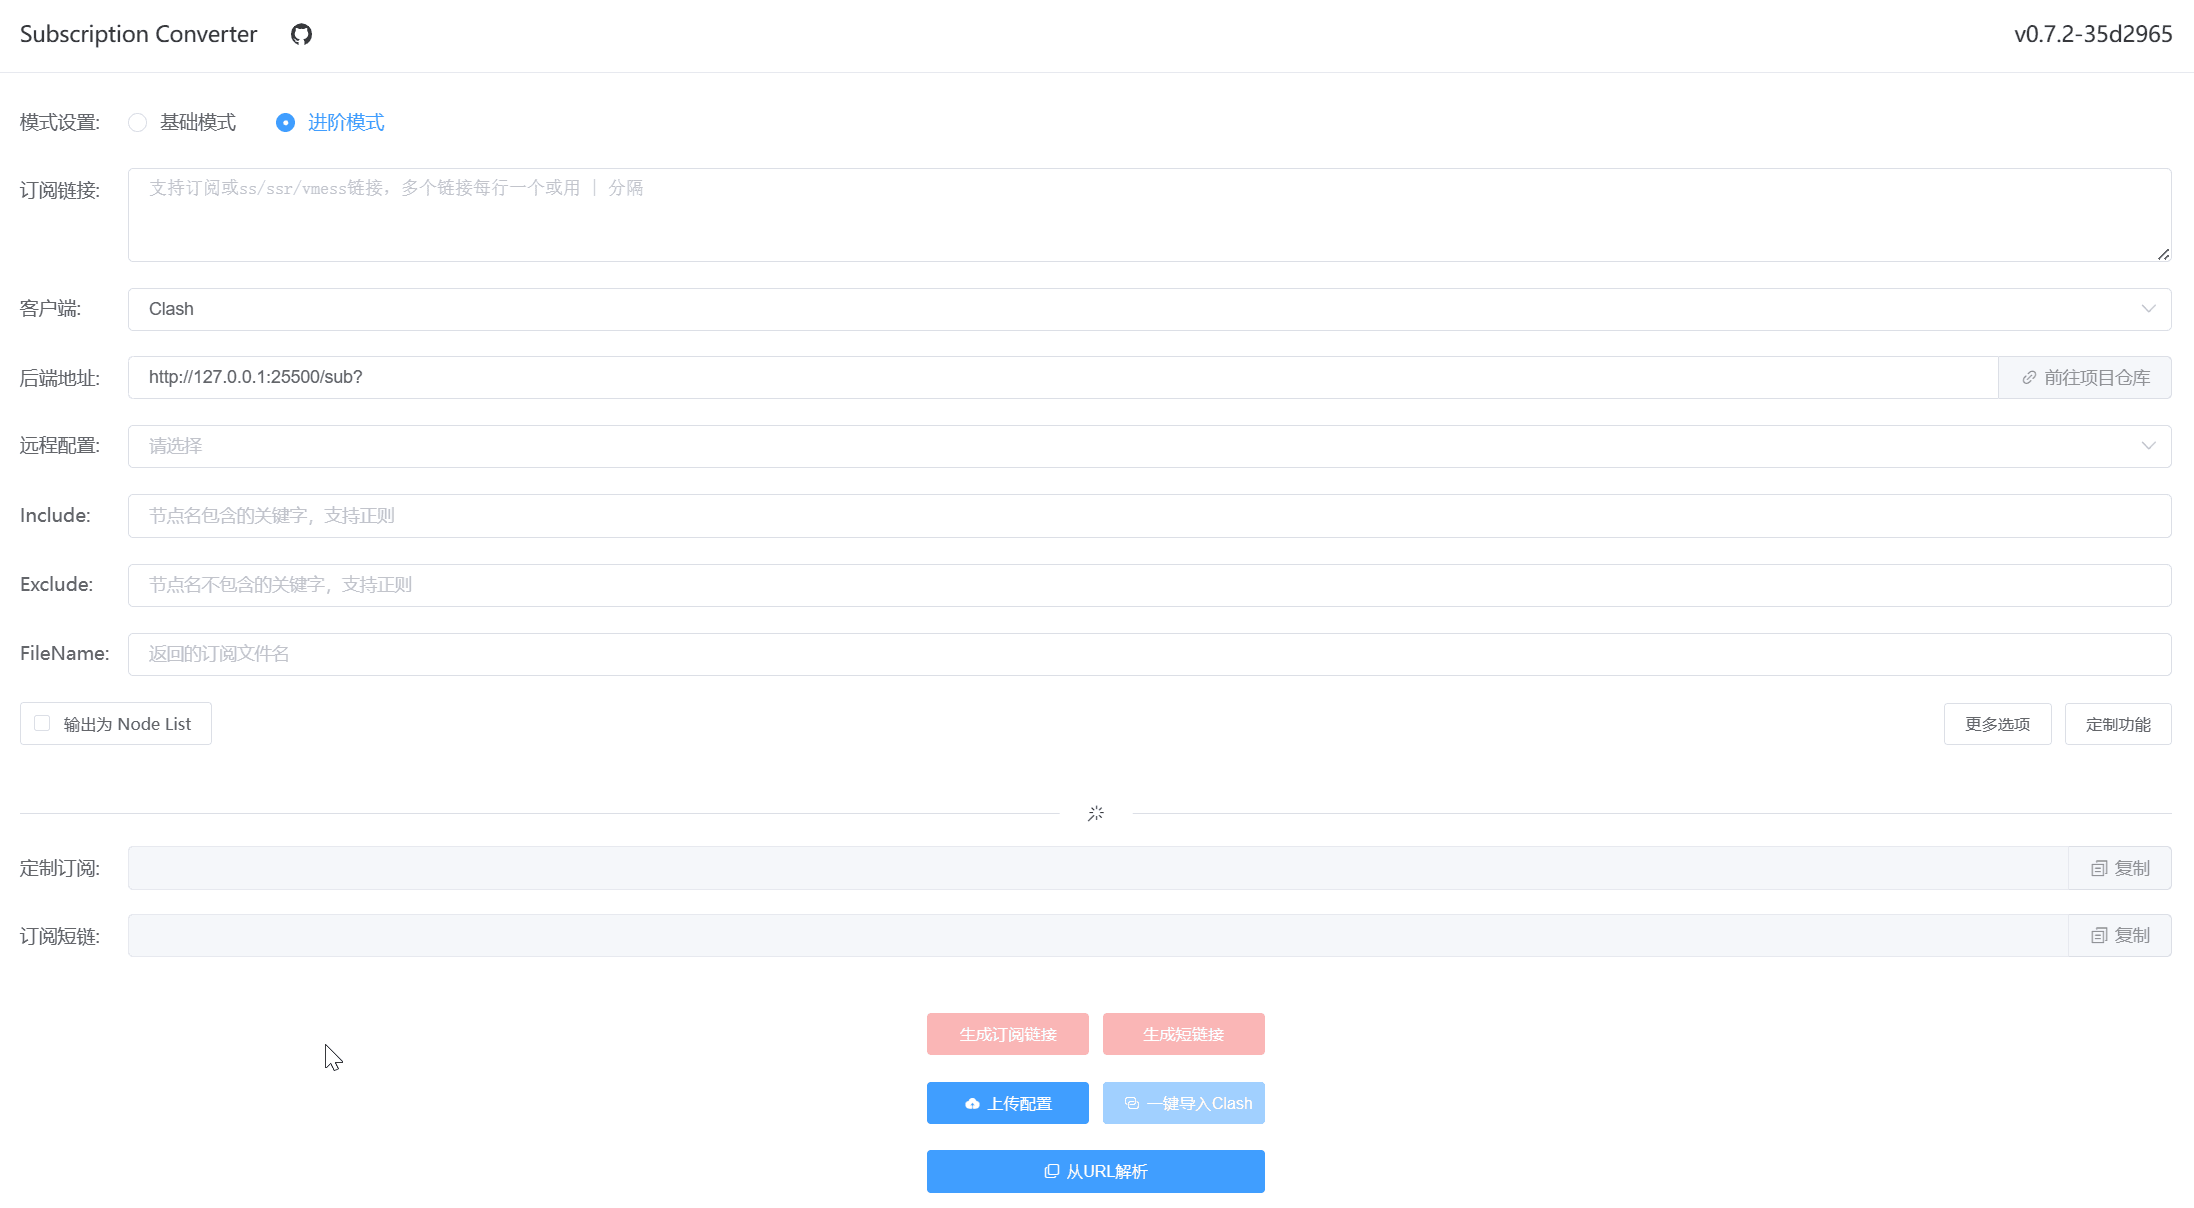 Subscription Converter
v0.7.2-35d2965
模式设置: 基础模式 进阶模式
订阅链接: 支持订阅或ss/ssr/vmess链接，多个链接每行一个或用 | 分隔
客户端: Clash
后端地址: http://127.0.0.1:25500/sub? 前往项目仓库
远程配置: 请选择
Include: 节点名包含的关键字，支持正则
Exclude: 节点名不包含的关键字，支持正则
FileName: 返回的订阅文件名
输出为 Node List 更多选项 定制功能
定制订阅: 复制
订阅短链: 复制
生成订阅链接 生成短链接
上传配置 一键导入Clash
从URL解析